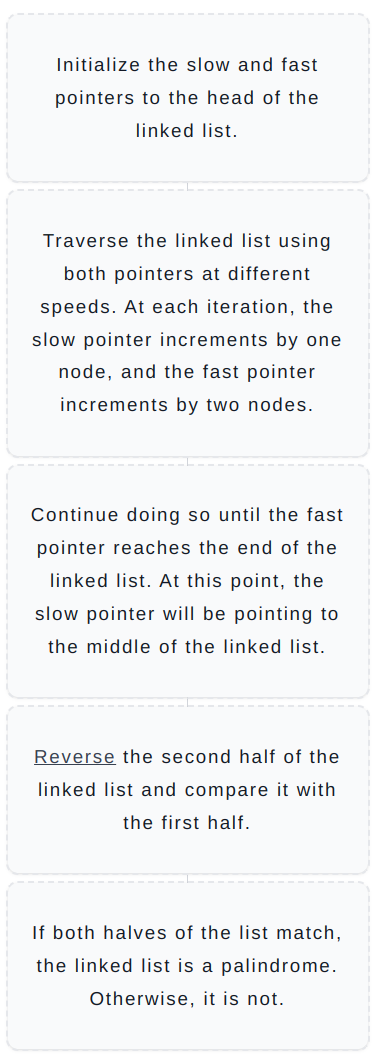 Initialize the slow and fast
pointers to the head of the
linked list.
Traverse the linked list using
both pointers at different
speeds. At each iteration, the
slow pointer increments by one
node, and the fast pointer
increments by two nodes.
Continue doing so until the fast
pointer reaches the end of the
linked list. At this point, the
slow pointer will be pointing to
the middle of the linked list.
Reverse the second half of the
linked list and compare it with
the first half.
If both halves of the list match,
the linked list is a palindrome.
Otherwise, it is not.